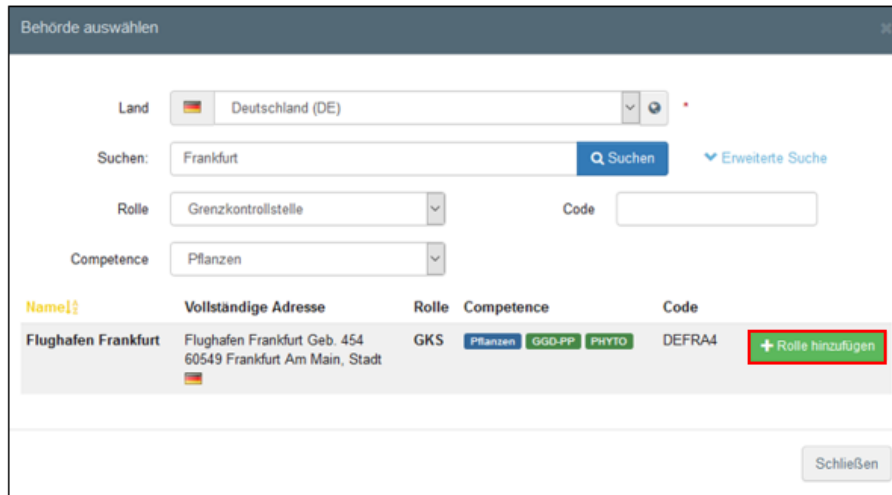 Behörde auswählen
Land Deutschland (DE) *
Suchen: Frankfurt Suchen Erweiterte Suche
Rolle Grenzkontrollstelle Code
Competence Pflanzen
Name Vollständige Adresse Rolle Competence Code
Flughafen Frankfurt Flughafen Frankfurt Geb. 454 GKS Pflanzen GGD-PP PHYTO DEFRA4 + Rolle hinzufügen
60549 Frankfurt Am Main, Stadt
Schließen